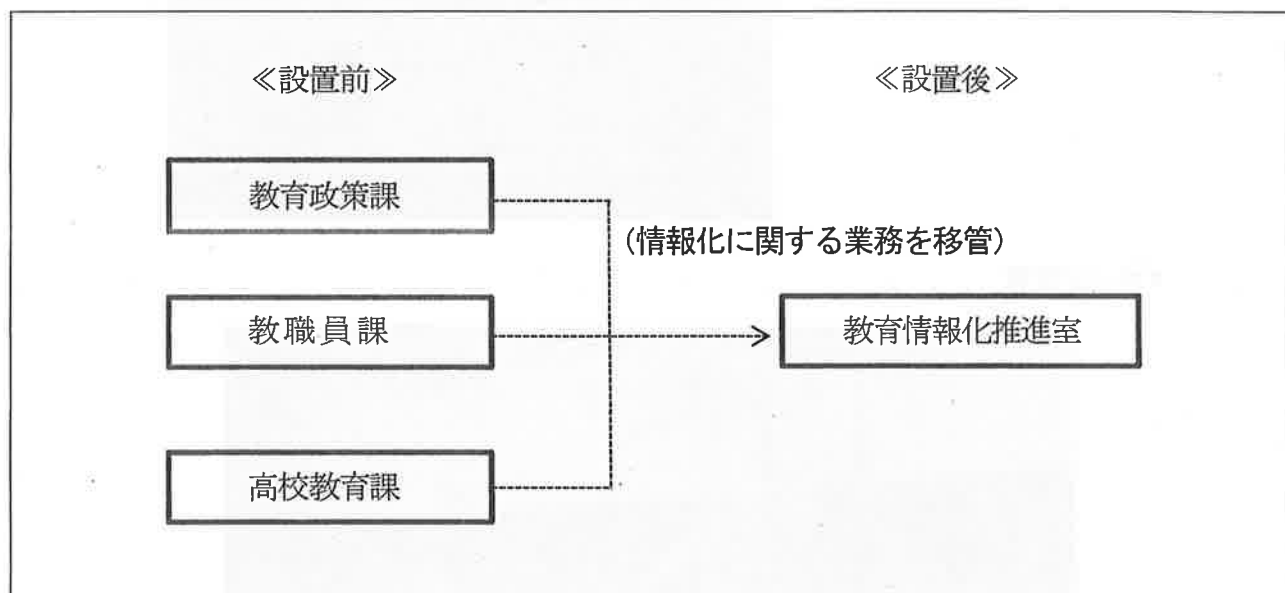 ≪設置前≫
≪設置後≫
教育政策課
(情報化に関する業務を移管)
教職員課
教育情報化推進室
高校教育課